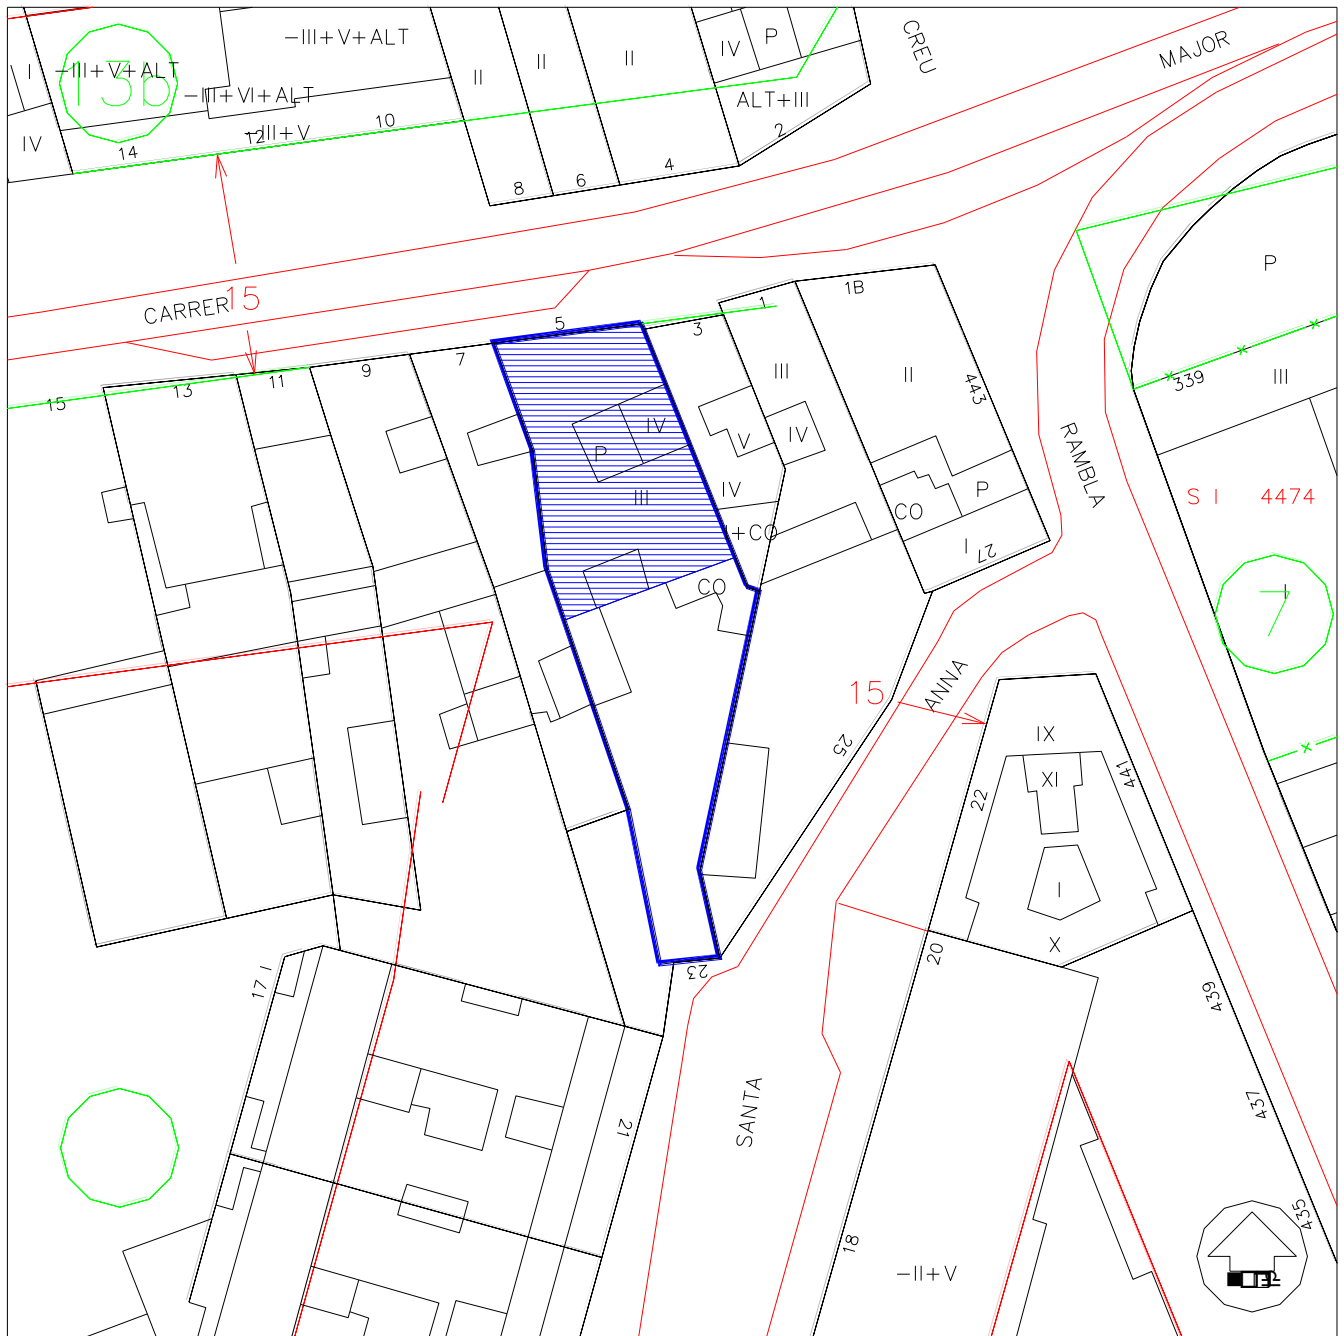 -III+V+ALT
CREU
MAJOR
I
-III+V+ALT
13b
II
II
II
IV
P
-III+VI+ALT
ALT+III
IV
14
12
-III+V
10
8
6
4
2
CARRER
15
15
13
11
9
7
5
3
1
1B
P
339
III
III
II
443
IV
V
IV
P
III
IV
I+CO
CO
P
I
27
RAMBLA
S I 4474
CO
7
I
15
ANNA
25
IX
XI
441
22
I
X
20
23
17 I
439
437
435
SANTA
21
18
-II+V